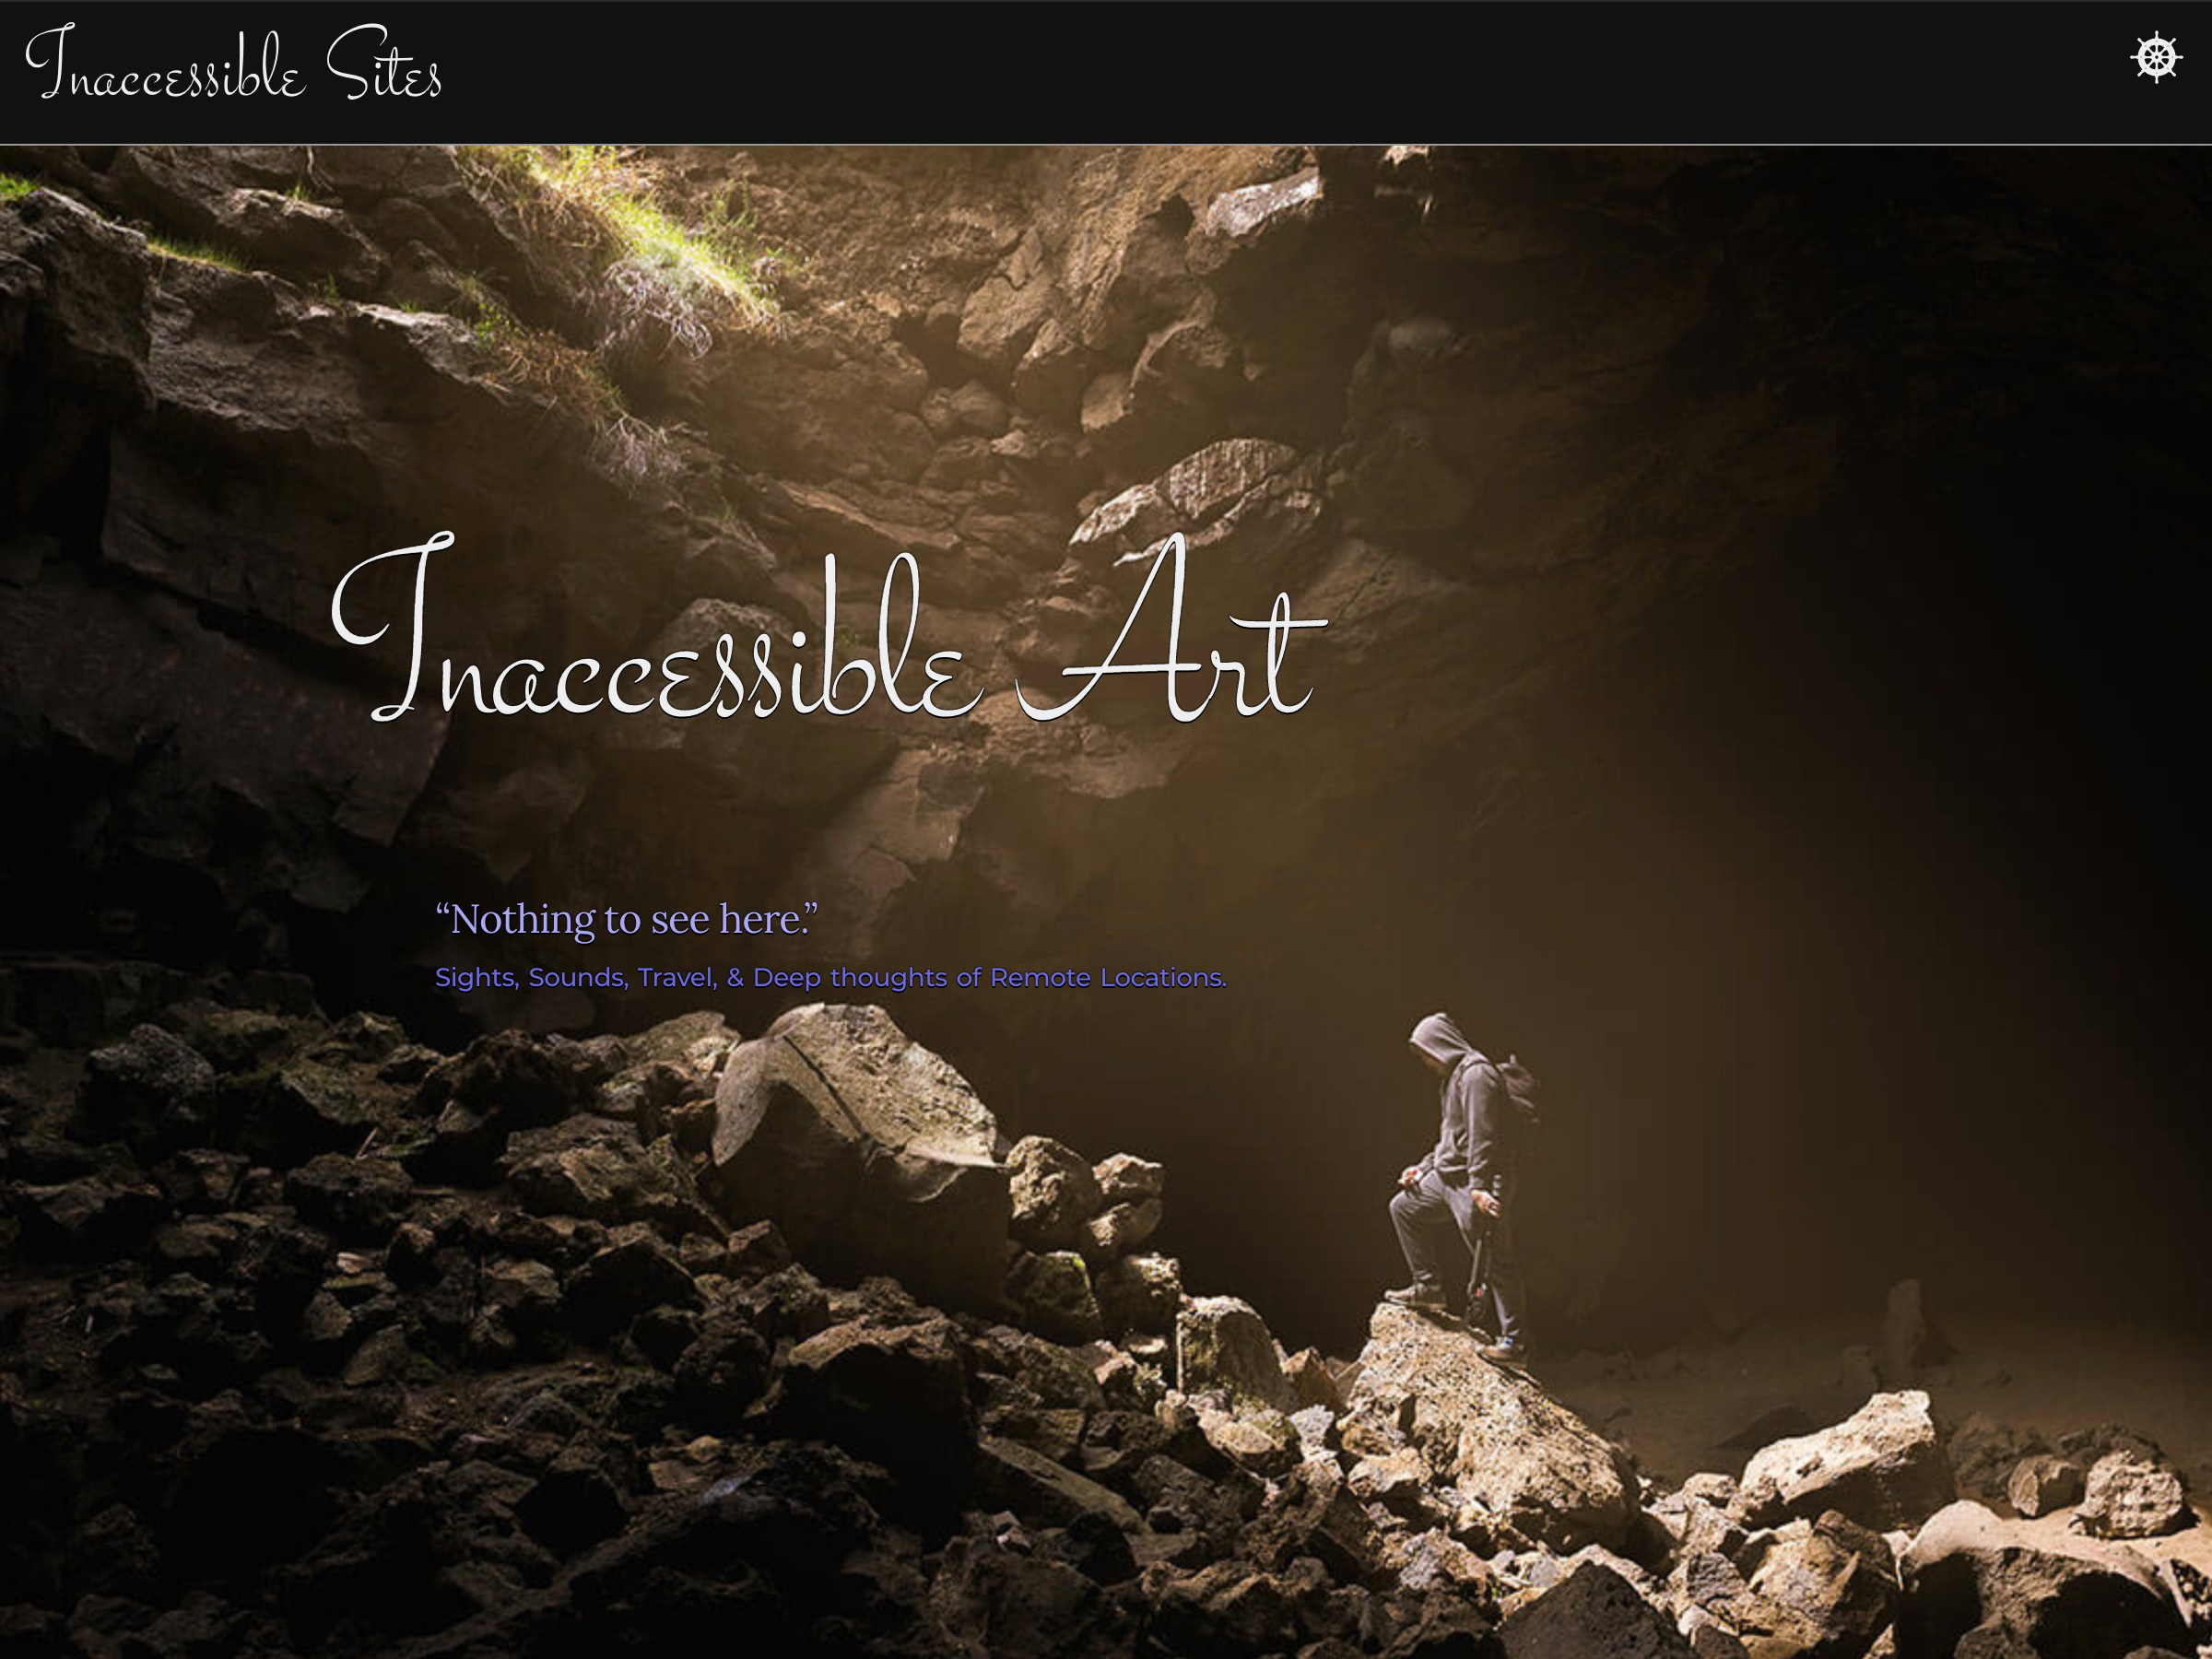 Inaccessible Sites
Inaccessible Art
“Nothing to see here.”
Sights, Sounds, Travel, & Deep thoughts of Remote Locations.